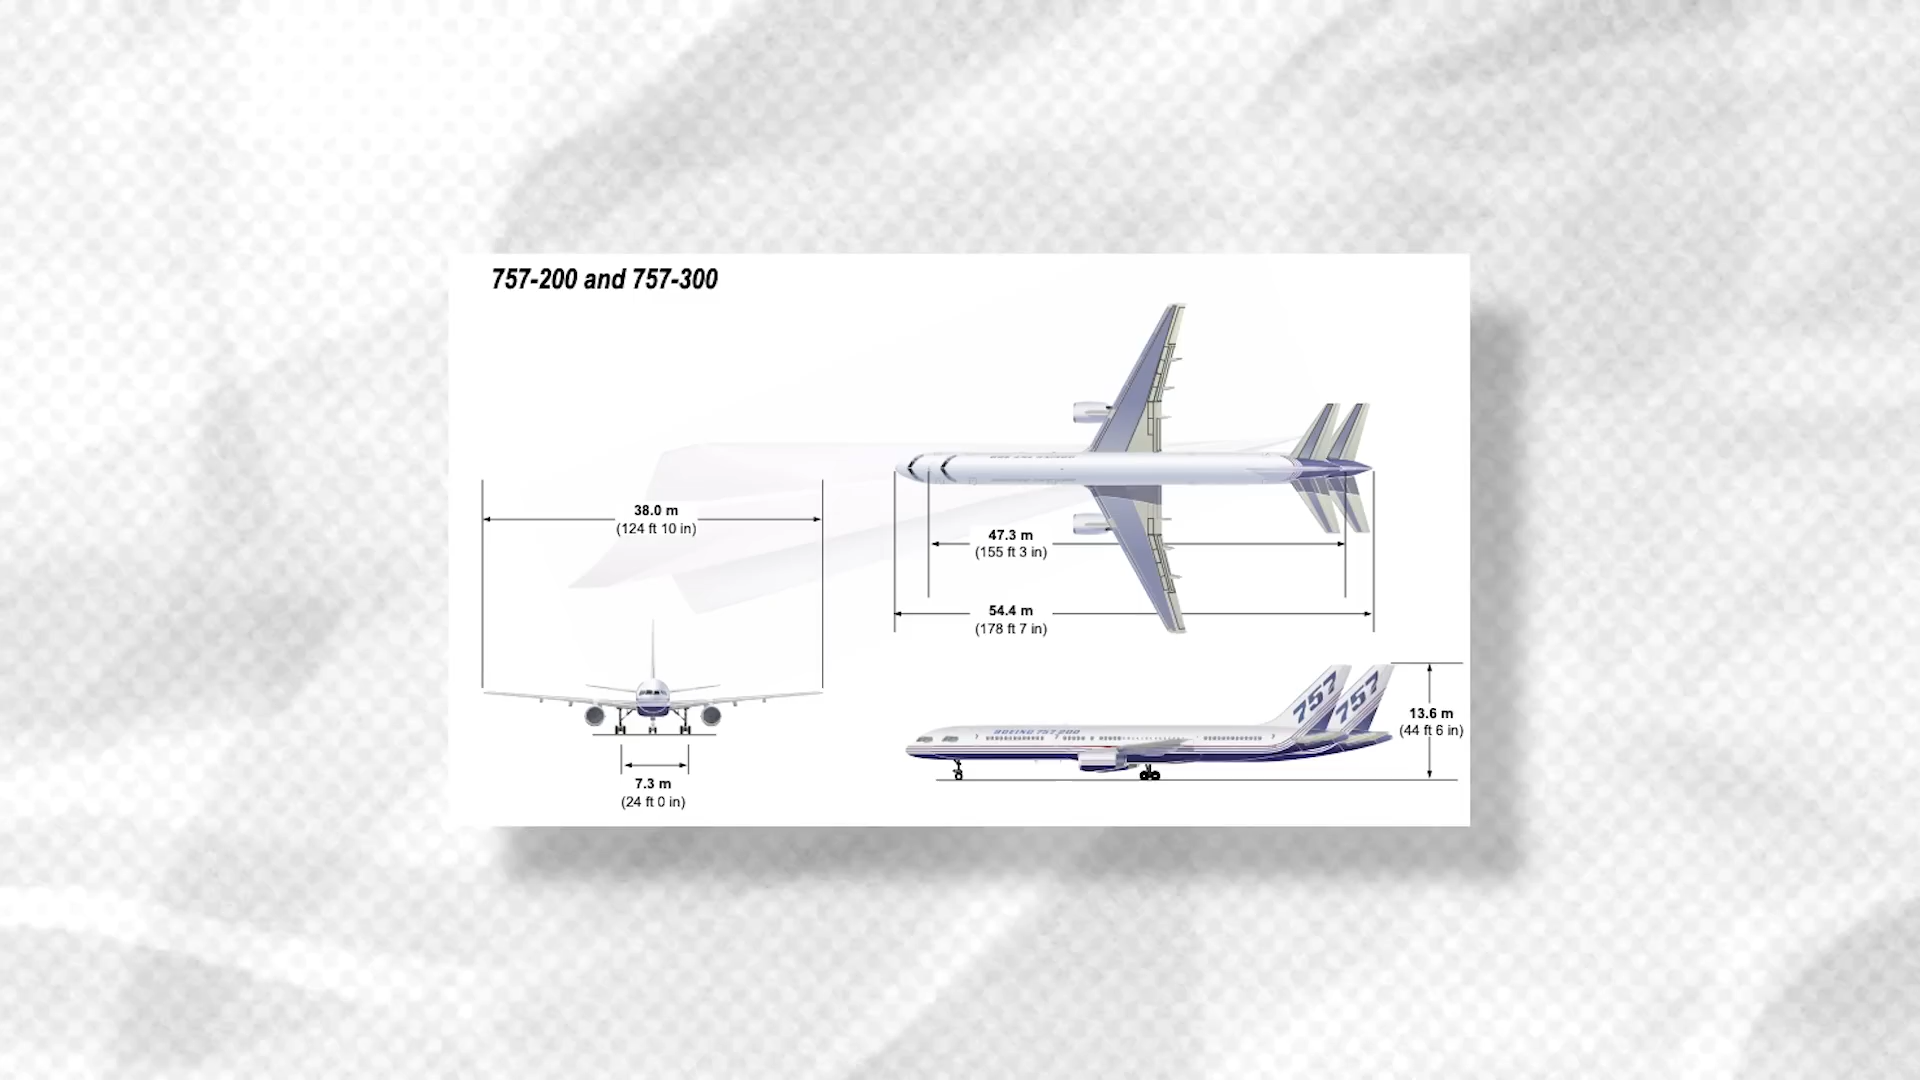 757-200 and 757-300
38.0 m
(124 ft 10 in)
47.3 m
(155 ft 3 in)
54.4 m
(178 ft 7 in)
7.3 m
(24 ft 0 in)
BOEING 757-200
757
757
13.6 m
(44 ft 6 in)